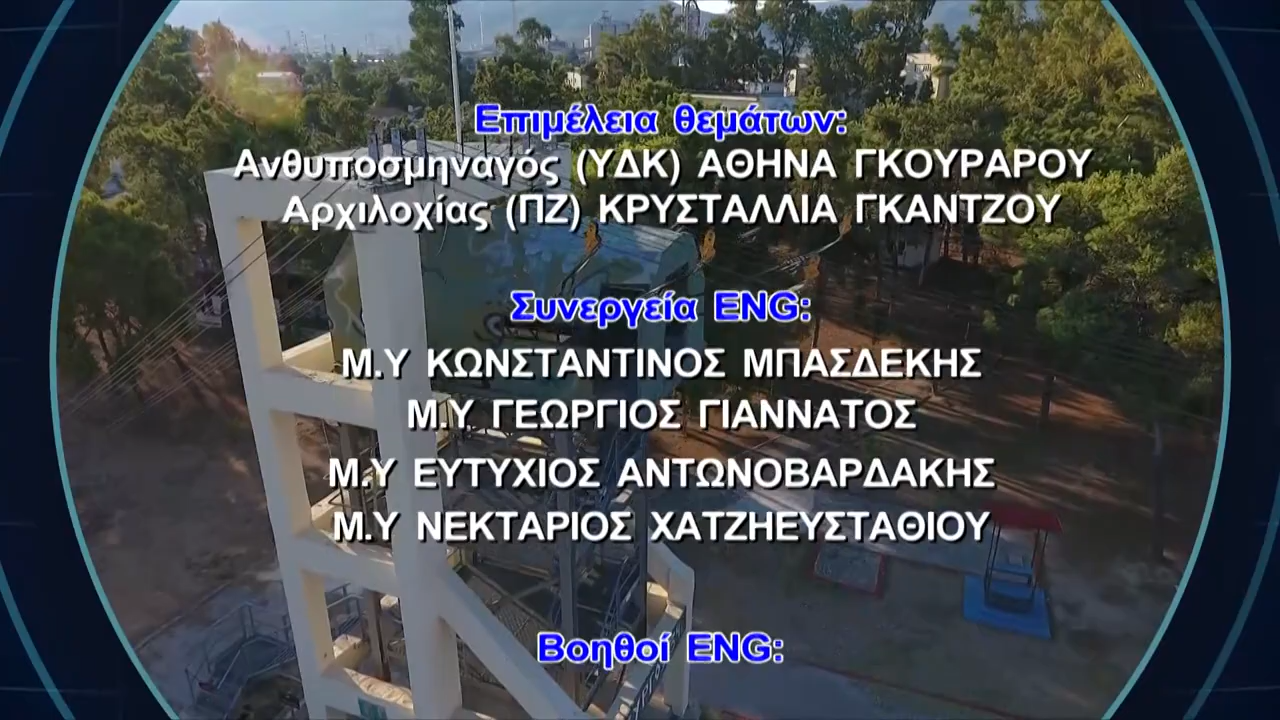 Επιμέλεια θεμάτων:
Ανθυποσμηναγός (ΥΔΚ) ΑΘΗΝΑ ΓΚΟΥΡΑΡΟΥ
Αρχιλοχίας (ΠΖ) ΚΡΥΣΤΑΛΛΙΑ ΓΚΑΝΤΖΟΥ
Συνεργεία ENG:
Μ.Υ ΚΩΝΣΤΑΝΤΙΝΟΣ ΜΠΑΣΔΕΚΗΣ
Μ.Υ ΓΕΩΡΓΙΟΣ ΓΙΑΝΝΑΤΟΣ
Μ.Υ ΕΥΤΥΧΙΟΣ ΑΝΤΩΝΟΒΑΡΔΑΚΗΣ
Μ.Υ ΝΕΚΤΑΡΙΟΣ ΧΑΤΖΗΕΥΣΤΑΘΙΟΥ
Βοηθοί ENG: